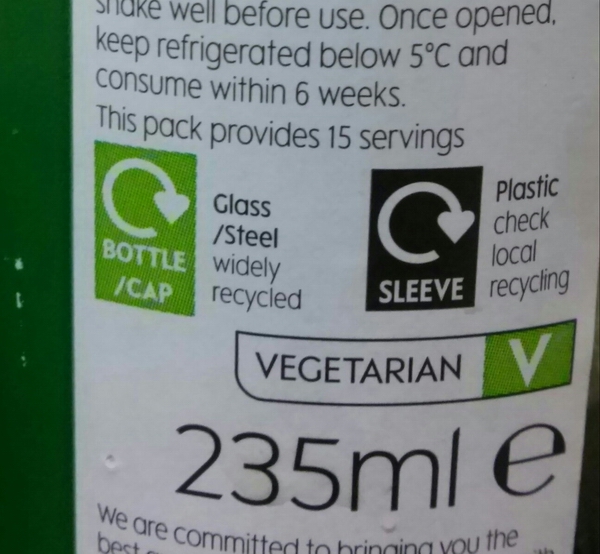 shake well before use. Once opened,
keep refrigerated below 5°C and
consume within 6 weeks.
This pack provides 15 servings
BOTTLE
/CAP
Glass
/Steel
widely
recycled
SLEEVE
Plastic
check
local
recycling
VEGETARIAN V
235ml e
We are committed to bringing you the
best